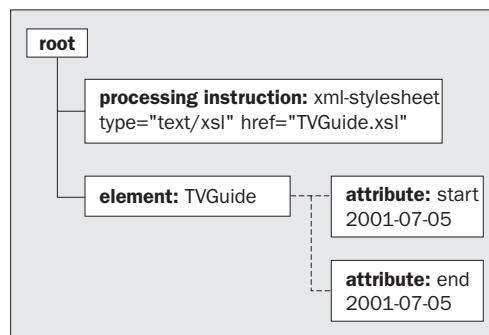 root
processing instruction: xml-stylesheet
type="text/xsl" href="TVGuide.xsl"
element: TVGuide
attribute: start
2001-07-05
attribute: end
2001-07-05